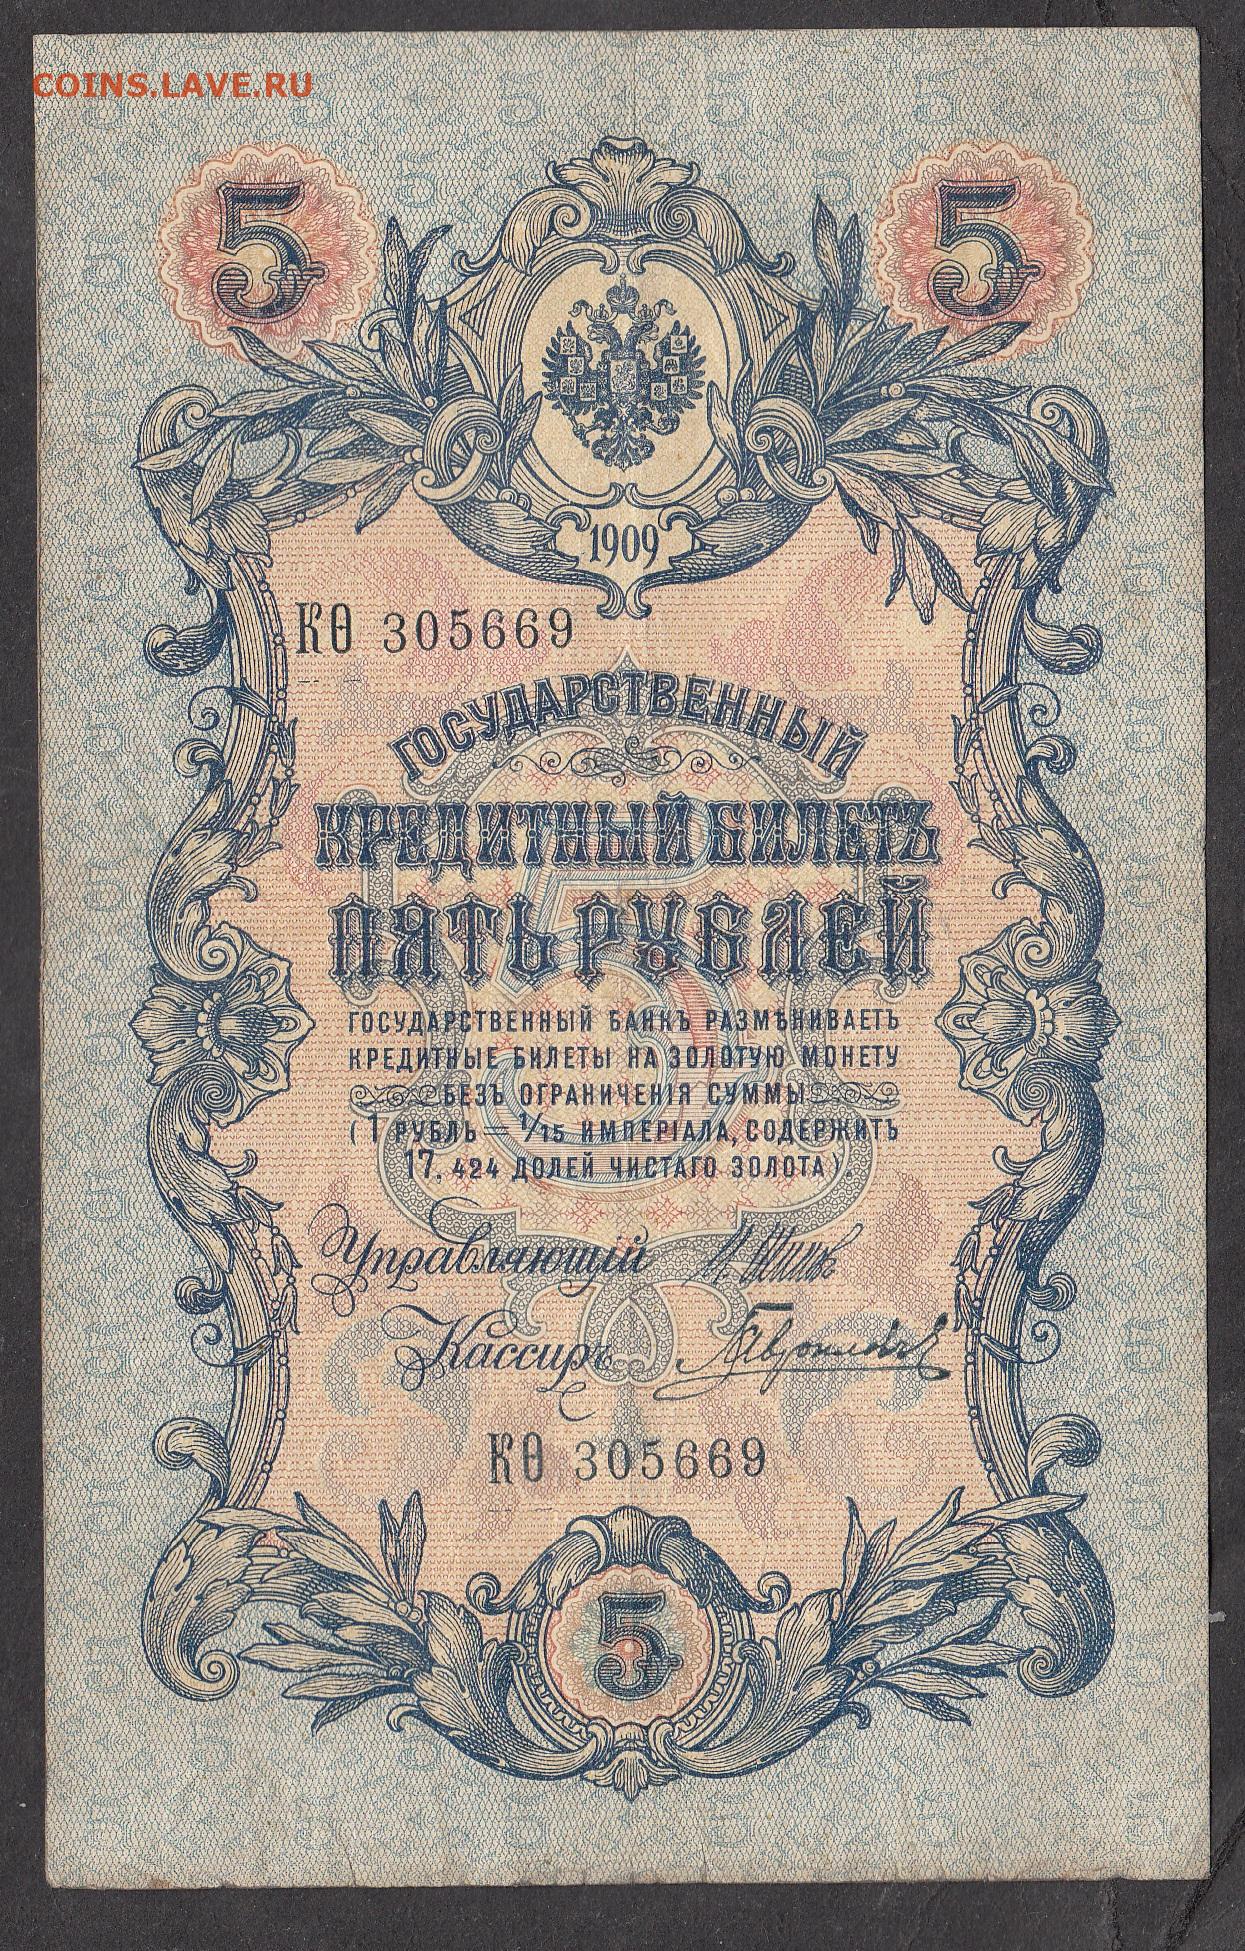 COINS.LAVE.RU
5 5
1909
КѲ 305669
ГОСУДАРСТВЕННЫЙ
КРЕДИТНЫЙ БИЛЕТЪ
ПЯТЬ РУБЛЕЙ
ГОСУДАРСТВЕННЫЙ БАНКЪ РАЗМѢНИВАЕТЪ
КРЕДИТНЫЕ БИЛЕТЫ НА ЗОЛОТУЮ МОНЕТУ
БЕЗЪ ОГРАНИЧЕНІЯ СУММЫ
(1 РУБЛЬ — 1/15 ИМПЕРІАЛА, СОДЕРЖИТЪ
17, 424 ДОЛЕЙ ЧИСТАГО ЗОЛОТА).
Управляющій
Кассиръ
КѲ 305669
5